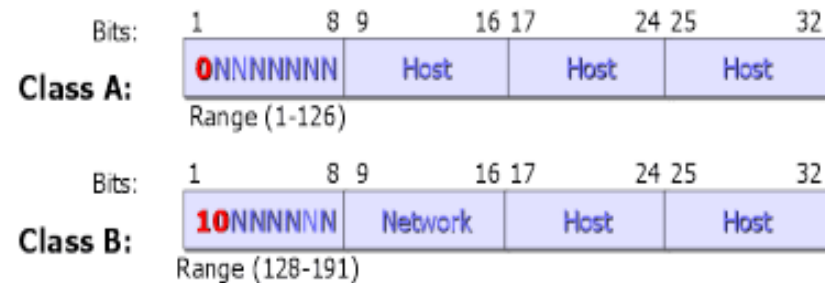 Bits: 1 8 9 16 17 24 25 32
Class A: 0NNNNNNN Host Host Host
Range (1-126)
Bits: 1 8 9 16 17 24 25 32
Class B: 10NNNNNN Network Host Host
Range (128-191)